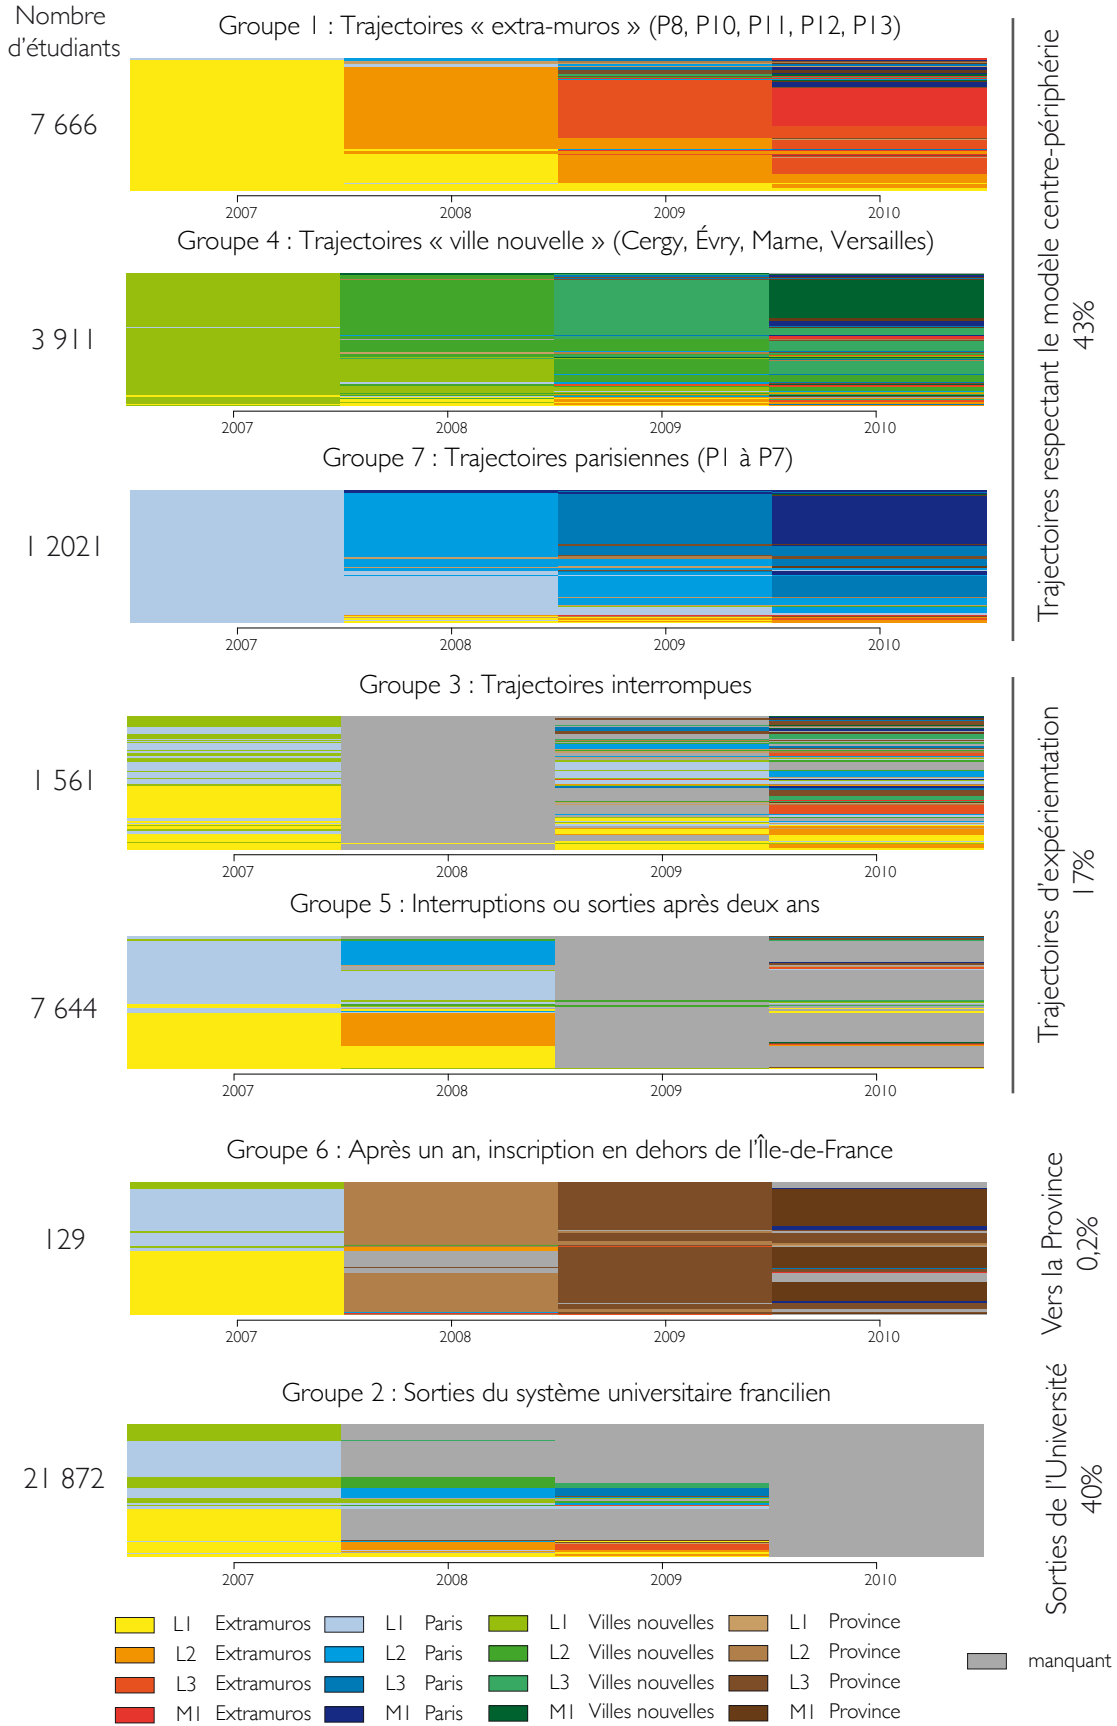 Nombre
d'étudiants
Groupe 1 : Trajectoires « extra-muros » (P8, P10, P11, P12, P13)
7 666
2007 2008 2009 2010
Groupe 4 : Trajectoires « ville nouvelle » (Cergy, Évry, Marne, Versailles)
3 911
2007 2008 2009 2010
Groupe 7 : Trajectoires parisiennes (P1 à P7)
1 2021
2007 2008 2009 2010
Trajectoires respectant le modèle centre-périphérie
43%
Groupe 3 : Trajectoires interrompues
1 561
2007 2008 2009 2010
Groupe 5 : Interruptions ou sorties après deux ans
7 644
2007 2008 2009 2010
Trajectoires d'expériemtation
17%
Groupe 6 : Après un an, inscription en dehors de l'Île-de-France
129
2007 2008 2009 2010
Vers la Province
0,2%
Groupe 2 : Sorties du système universitaire francilien
21 872
2007 2008 2009 2010
Sorties de l'Université
40%
L1 Extramuros L1 Paris L1 Villes nouvelles L1 Province
L2 Extramuros L2 Paris L2 Villes nouvelles L2 Province
L3 Extramuros L3 Paris L3 Villes nouvelles L3 Province
M1 Extramuros M1 Paris M1 Villes nouvelles M1 Province
manquant